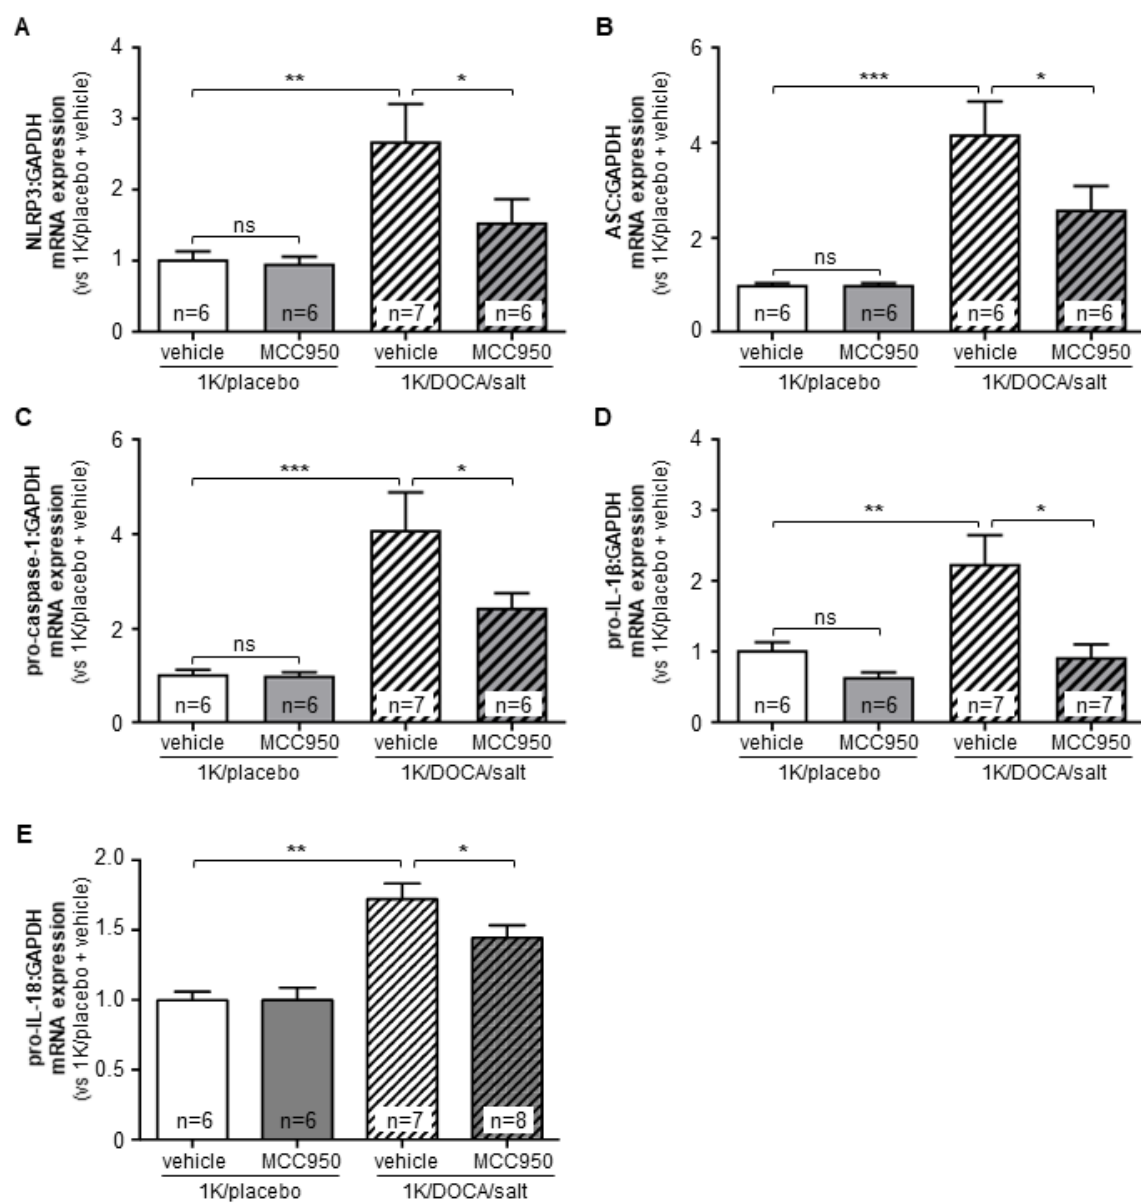 A
NLRP3:GAPDH
mRNA expression
(vs 1K/placebo + vehicle)
4
3
2
1
0
**
*
ns
n=6
n=6
n=7
n=6
vehicle
MCC950
vehicle
MCC950
1K/placebo
1K/DOCA/salt
B
ASC:GAPDH
mRNA expression
(vs 1K/placebo + vehicle)
6
4
2
0
***
*
ns
n=6
n=6
n=6
n=6
vehicle
MCC950
vehicle
MCC950
1K/placebo
1K/DOCA/salt
C
pro-caspase-1:GAPDH
mRNA expression
(vs 1K/placebo + vehicle)
6
4
2
0
***
*
ns
n=6
n=6
n=7
n=6
vehicle
MCC950
vehicle
MCC950
1K/placebo
1K/DOCA/salt
D
pro-IL-1β:GAPDH
mRNA expression
(vs 1K/placebo + vehicle)
4
3
2
1
0
**
*
ns
n=6
n=6
n=7
n=7
vehicle
MCC950
vehicle
MCC950
1K/placebo
1K/DOCA/salt
E
pro-IL-18:GAPDH
mRNA expression
(vs 1K/placebo + vehicle)
2.0
1.5
1.0
0.5
0
**
*
n=6
n=6
n=7
n=8
vehicle
MCC950
vehicle
MCC950
1K/placebo
1K/DOCA/salt